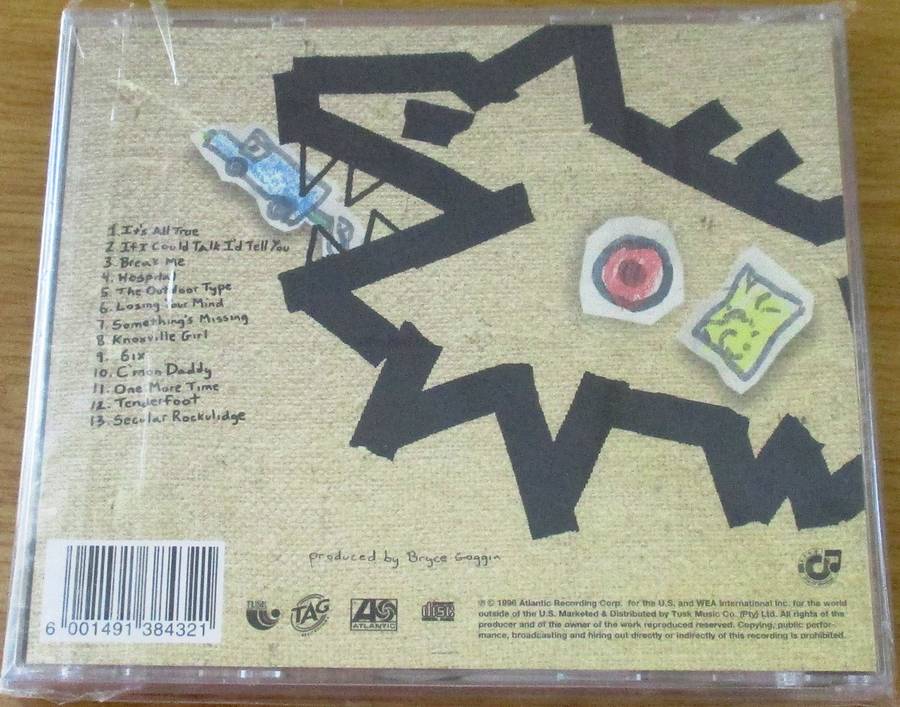 1. It's All True
2. If I Could Talk I'd Tell You
3. Break Me
4. Hospital
5. The Outdoor Type
6. Losing Your Mind
7. Something's Missing
8. Knoxville Girl
9. 6ix
10. C'mon Daddy
11. One More Time
12. Tenderfoot
13. Secular Rockulidge
produced by Bryce Goggin
6 001491 384321
TUSK
TAG
ATLANTIC
disc
℗ © 1996 Atlantic Recording Corp. for the U.S. and WEA International Inc. for the world
outside of the U.S. Marketed & Distributed by Tusk Music Co. (Pty) Ltd. All rights of the
producer and of the owner of the work reproduced reserved. Copying, public perfor-
mance, broadcasting and hiring out directly or indirectly of this recording is prohibited.